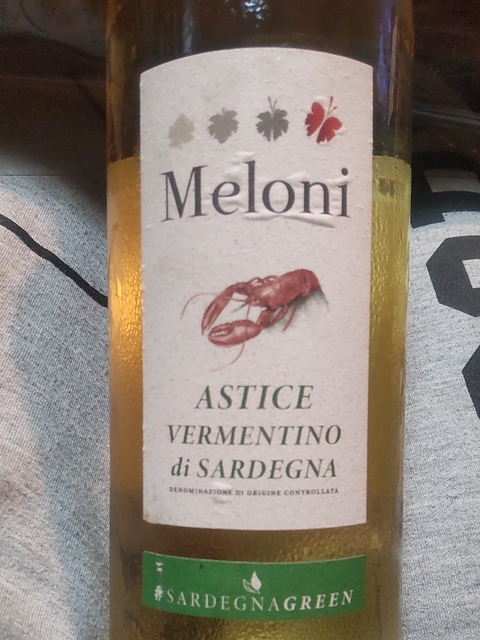 Meloni
ASTICE
VERMENTINO
di SARDEGNA
DENOMINAZIONE DI ORIGINE CONTROLLATA
#SARDEGNAGREEN